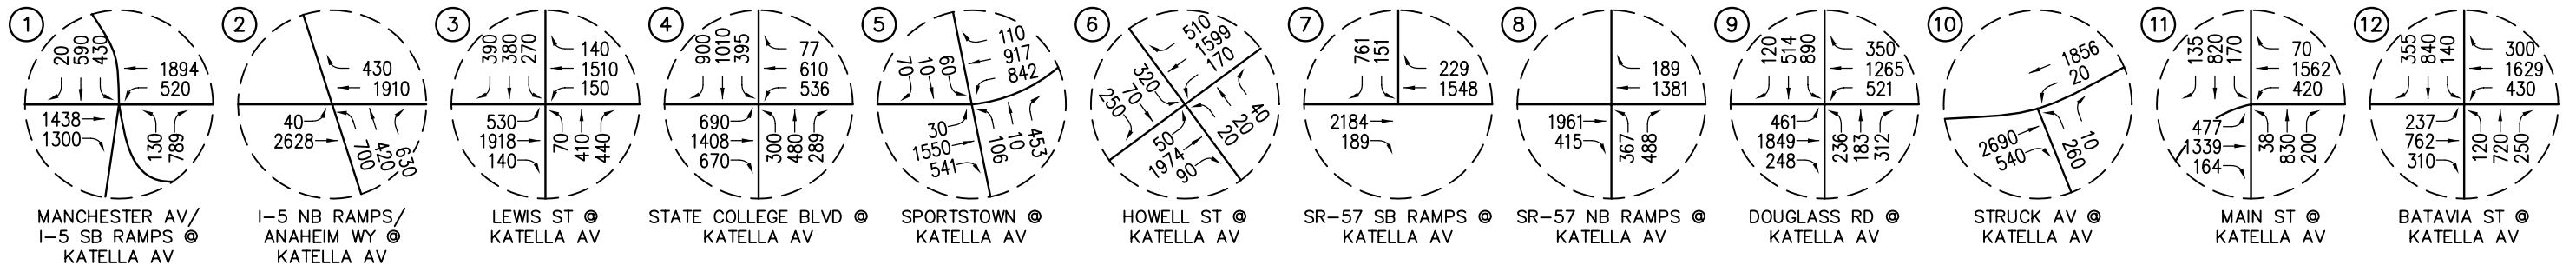 1
20 590 430
1894
520
1438
1300
130 789
MANCHESTER AV/
I-5 SB RAMPS @
KATELLA AV
2
430
1910
40
2628
700 420 630
I-5 NB RAMPS/
ANAHEIM WY @
KATELLA AV
3
390 380 270
140
1510
150
530
1918
140
70 410 440
LEWIS ST @
KATELLA AV
4
900 1010 395
77
610
536
690
1408
670
300 480 289
STATE COLLEGE BLVD @
KATELLA AV
5
70 10 60
110
917
842
30
1550
541
106 10 453
SPORTSTOWN @
KATELLA AV
6
510
1599
170
320
70
250
50
1974
90
20 20 40
HOWELL ST @
KATELLA AV
7
761 151
229
1548
2184
189
SR-57 SB RAMPS @
KATELLA AV
8
189
1381
1961
415
367 488
SR-57 NB RAMPS @
KATELLA AV
9
120 514 890
350
1265
521
461
1849
248
236 183 312
DOUGLASS RD @
KATELLA AV
10
1856
20
2690
540
260 10
STRUCK AV @
KATELLA AV
11
135 820 170
70
1562
420
477
1339
164
38 830 200
MAIN ST @
KATELLA AV
12
355 840 140
300
1629
430
237
762
310
120 720 250
BATAVIA ST @
KATELLA AV